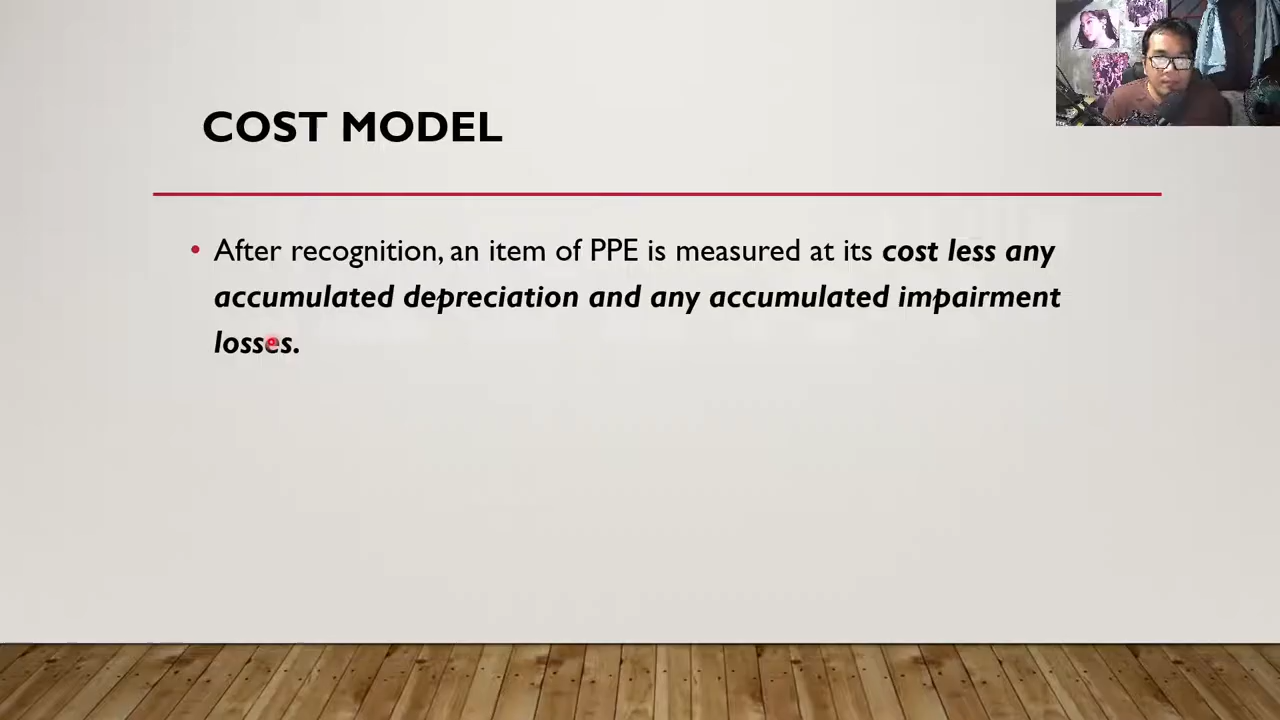 COST MODEL
• After recognition, an item of PPE is measured at its cost less any
accumulated depreciation and any accumulated impairment
losses.